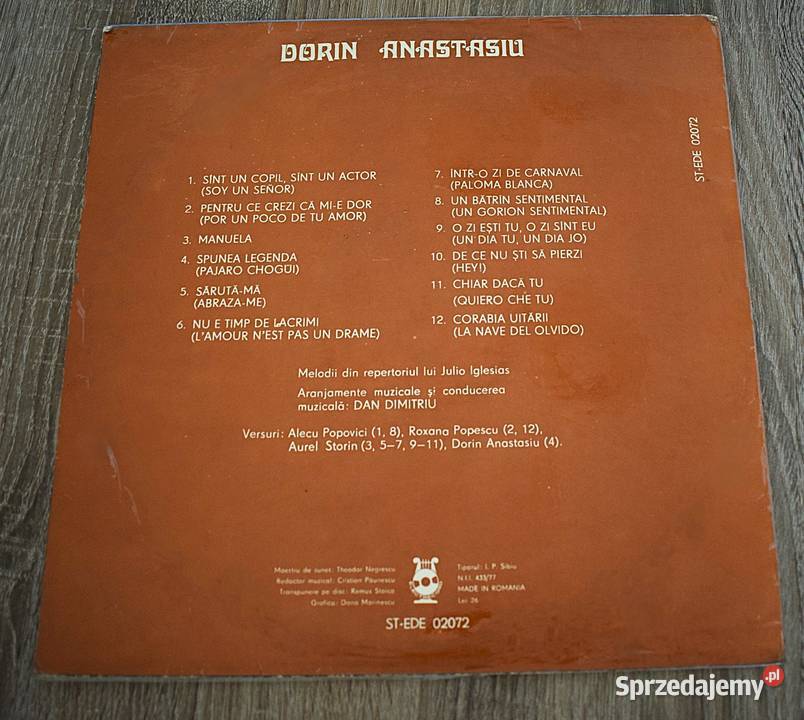 DORIN ANASTASIU
ST-EDE 02072
1. SÎNT UN COPIL, SÎNT UN ACTOR
(SOY UN SEÑOR)
2. PENTRU CE CREZI CĂ MI-E DOR
(POR UN POCO DE TU AMOR)
3. MANUELA
4. SPUNEA LEGENDA
(PAJARO CHOGÜI)
5. SĂRUTĂ-MĂ
(ABRAZA-ME)
6. NU E TIMP DE LACRIMI
(L'AMOUR N'EST PAS UN DRAME)
7. ÎNTR-O ZI DE CARNAVAL
(PALOMA BLANCA)
8. UN BĂTRÎN SENTIMENTAL
(UN GORION SENTIMENTAL)
9. O ZI EȘTI TU, O ZI SÎNT EU
(UN DIA TU, UN DIA JO)
10. DE CE NU ȘTI SĂ PIERZI
(HEY!)
11. CHIAR DACĂ TU
(QUIERO CHE TU)
12. CORABIA UITĂRII
(LA NAVE DEL OLVIDO)
Melodii din repertoriul lui Julio Iglesias
Aranjamente muzicale și conducerea
muzicală: DAN DIMITRIU
Versuri: Alecu Popovici (1, 8), Roxana Popescu (2, 12),
Aurel Storin (3, 5–7, 9–11), Dorin Anastasiu (4).
Maestru de sunet: Theodor Negrescu
Redactor muzical: Cristian Păunescu
Transpunere pe disc: Remus Stoica
Grafica: Dona Marinescu
Tiparul: I. P. Sibiu
N.I.I. 433/77
MADE IN ROMANIA
Lei 26
ST-EDE 02072
Sprzedajemy.pl